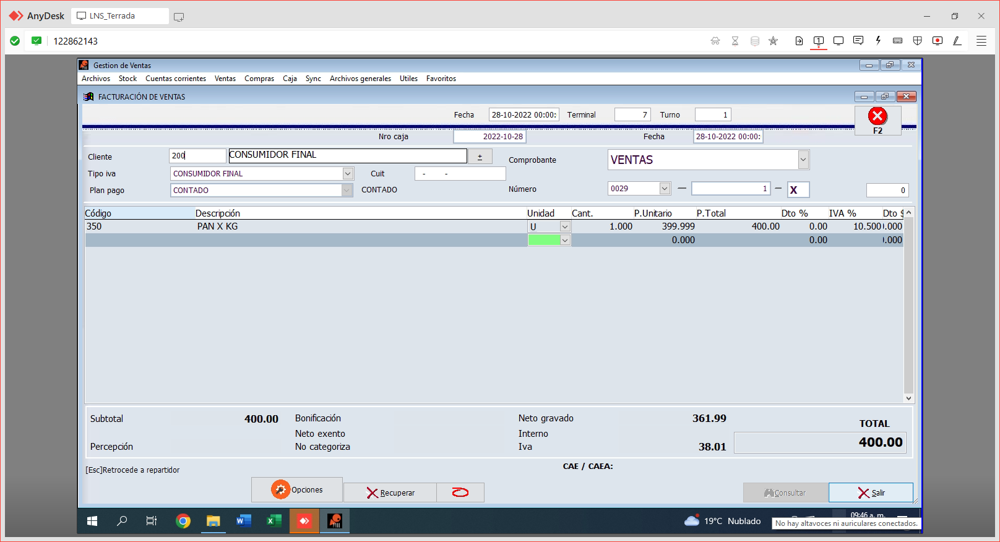 AnyDesk LNS_Terrada
122862143
Gestion de Ventas
Archivos Stock Cuentas corrientes Ventas Compras Caja Sync Archivos generales Utiles Favoritos
FACTURACIÓN DE VENTAS
Fecha 28-10-2022 00:00: Terminal 7 Turno 1
F2
Nro caja 2022-10-28 Fecha 28-10-2022 00:00:
Cliente 200 CONSUMIDOR FINAL ± Comprobante VENTAS
Tipo iva CONSUMIDOR FINAL Cuit - -
Plan pago CONTADO CONTADO Número 0029 — 1 — X 0
Código Descripción Unidad Cant. P.Unitario P.Total Dto % IVA % Dto $
350 PAN X KG U 1.000 399.999 400.00 0.00 10.500 .000
0.000 0.00 .000
Subtotal 400.00 Bonificación Neto gravado 361.99 TOTAL
Neto exento Interno 400.00
Percepción No categoriza Iva 38.01
[Esc]Retrocede a repartidor CAE / CAEA:
Opciones Recuperar Consultar Salir
19°C Nublado 09:46 a. m.
No hay altavoces ni auriculares conectados.